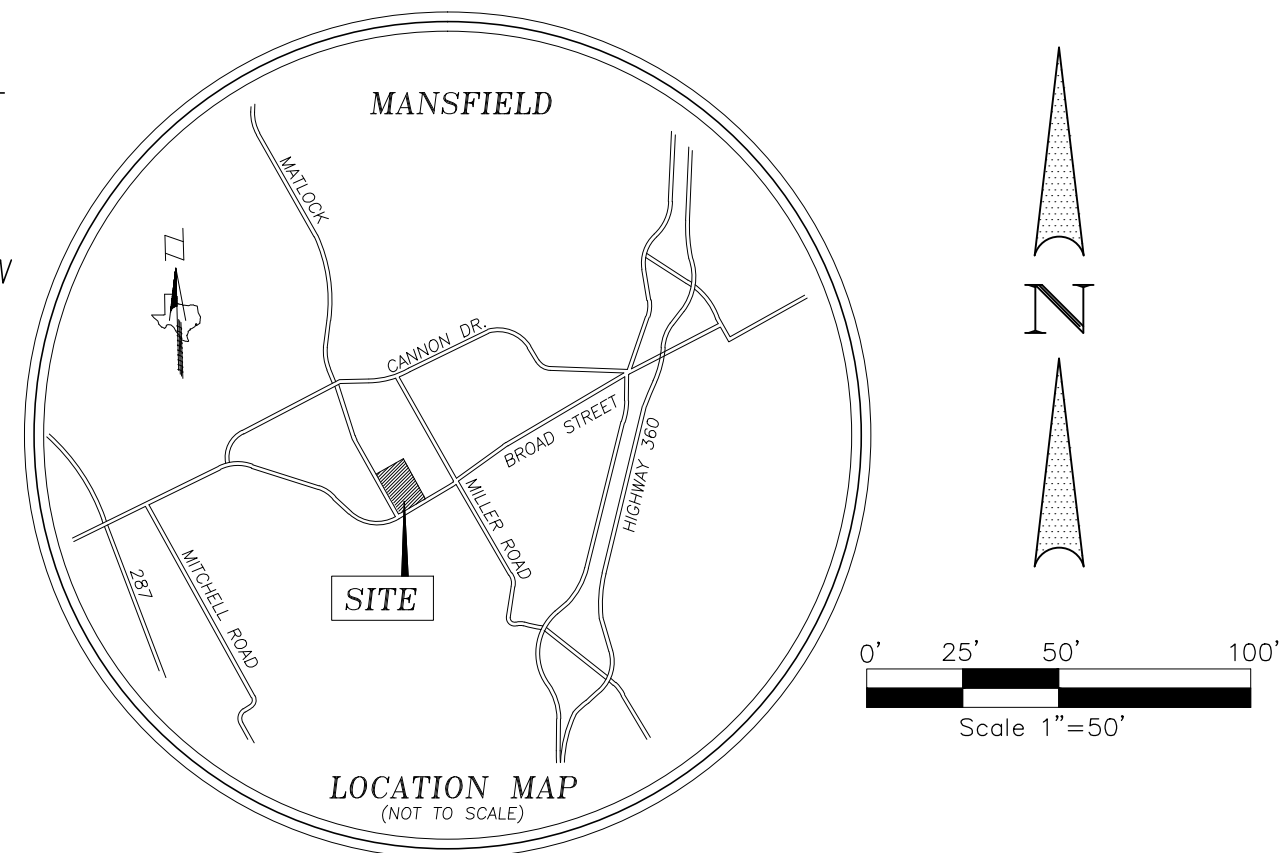 MANSFIELD
MATLOCK
N
CANNON DR.
BROAD STREET
HIGHWAY 360
MILLER ROAD
MITCHELL ROAD
287
SITE
LOCATION MAP
(NOT TO SCALE)
N
0' 25' 50' 100'
Scale 1"=50'